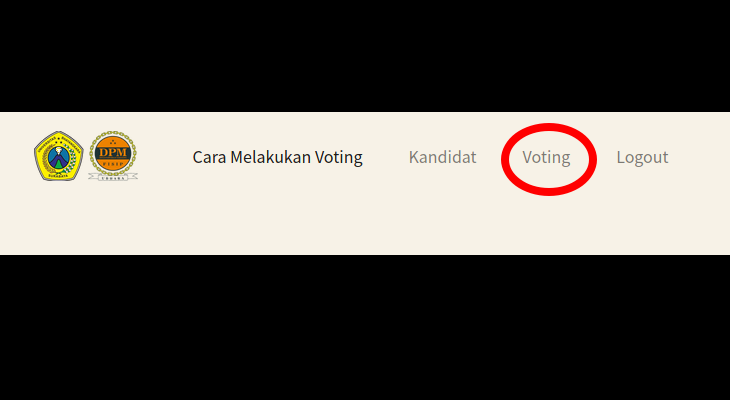 DPM
Cara Melakukan Voting
Kandidat
Voting
Logout